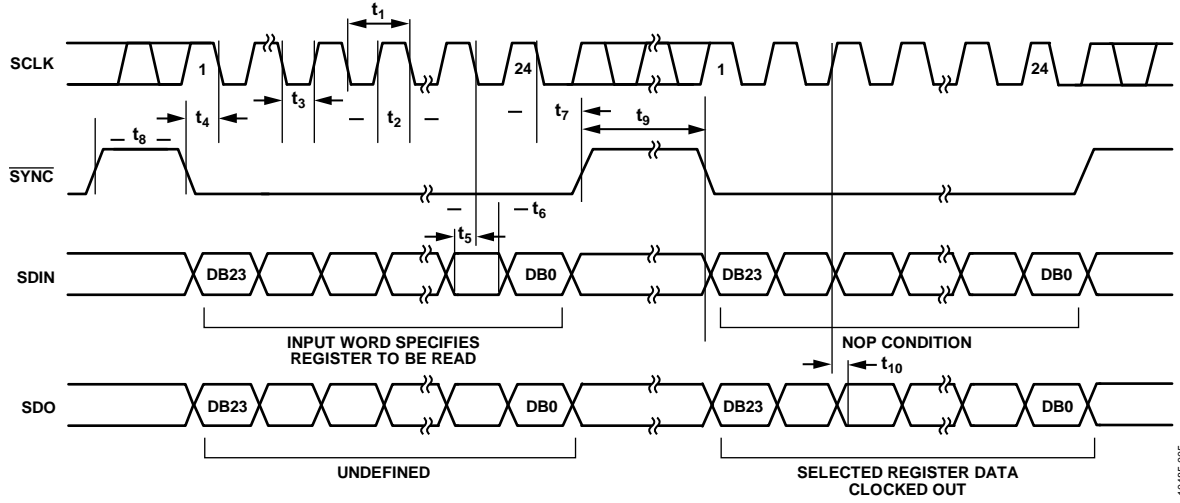 t1
SCLK
1
24
1
24
t3
t2
t4
t7
t9
t8
SYNC
t6
t5
SDIN
DB23
DB0
DB23
DB0
INPUT WORD SPECIFIES
REGISTER TO BE READ
NOP CONDITION
t10
SDO
DB23
DB0
DB23
DB0
UNDEFINED
SELECTED REGISTER DATA
CLOCKED OUT